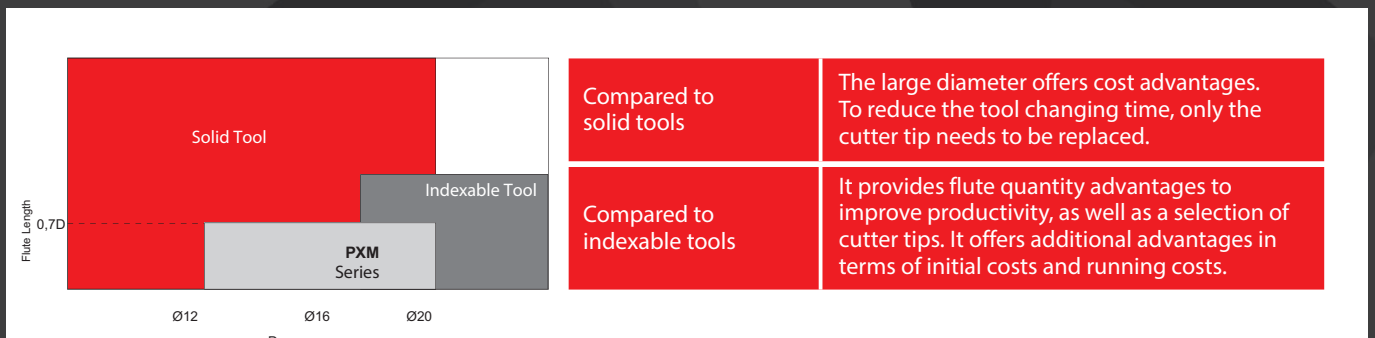 Solid Tool
Indexable Tool
Flute Length
0,7D
PXM
Series
Ø12
Ø16
Ø20
Compared to
solid tools
The large diameter offers cost advantages.
To reduce the tool changing time, only the
cutter tip needs to be replaced.
Compared to
indexable tools
It provides flute quantity advantages to
improve productivity, as well as a selection of
cutter tips. It offers additional advantages in
terms of initial costs and running costs.